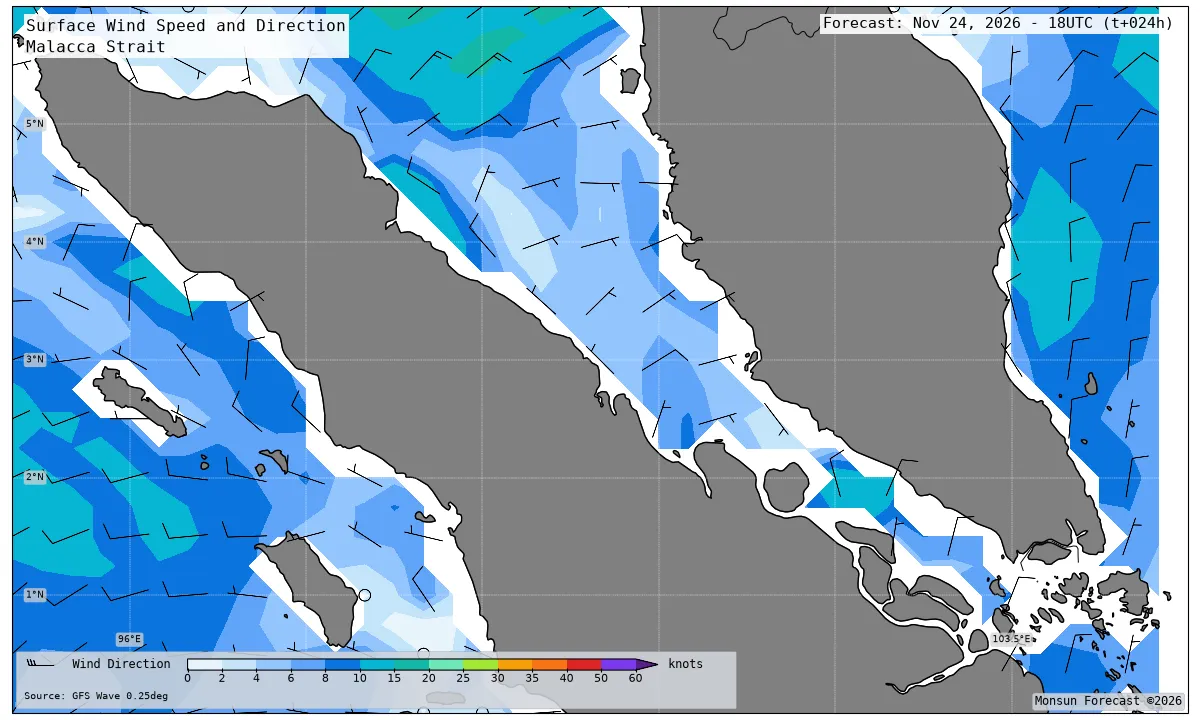 Surface Wind Speed and Direction
Malacca Strait
Forecast: Nov 24, 2026 - 18UTC (t+024h)
5°N
4°N
3°N
2°N
1°N
96°E
103.5°E
Wind Direction
0 2 4 6 8 10 15 20 25 30 35 40 50 60
knots
Source: GFS Wave 0.25deg
Monsun Forecast ©2026